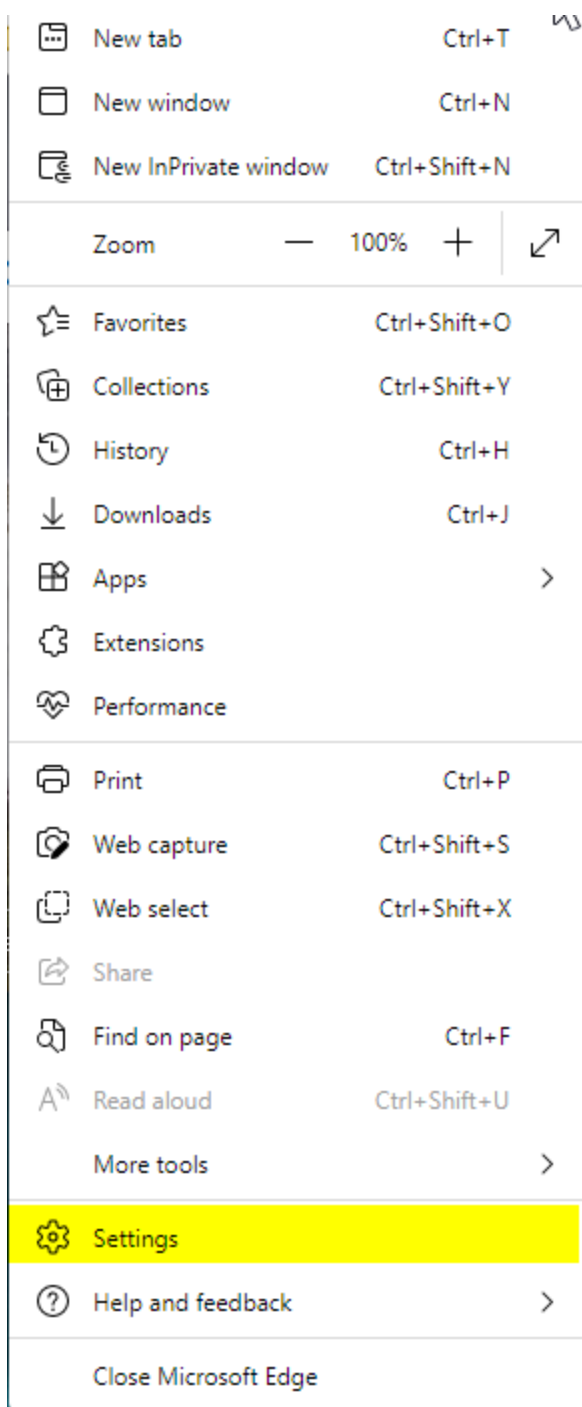 New tab Ctrl+T
New window Ctrl+N
New InPrivate window Ctrl+Shift+N
Zoom — 100% +
Favorites Ctrl+Shift+O
Collections Ctrl+Shift+Y
History Ctrl+H
Downloads Ctrl+J
Apps
Extensions
Performance
Print Ctrl+P
Web capture Ctrl+Shift+S
Web select Ctrl+Shift+X
Share
Find on page Ctrl+F
Read aloud Ctrl+Shift+U
More tools
Settings
Help and feedback
Close Microsoft Edge